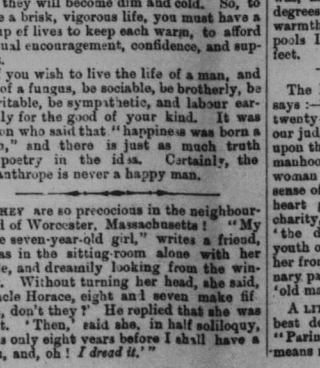 they will become dim and cold. So, to
e a brisk, vigorous life, you must have a
up of lives to keep each warm, to afford
ual encouragement, confidence, and sup-
s.
f you wish to live the life of a man, and
of a fungus, be sociable, be brotherly, be
ritable, be sympathetic, and labour ear-
ly for the good of your kind. It was
on who said that "happiness was born a
n," and there is just as much truth
poetry in the idea. Certainly, the
anthrope is never a happy man.
HEY are so precocious in the neighbour-
d of Worcester, Massachusetts! "My
e seven-year-old girl," writes a friend,
as in the sitting-room alone with her
e, and dreamily looking from the win-
. Without turning her head, she said,
ncle Horace, eight and seven make fif
, don't they?' He replied that she was
t. 'Then,' said she, in half soliloquy,
s only eight years before I shall have a
u, and, oh! I dread it.'"
degrees
warmth
pools I
fect.
The
says :—
twenty
our jud
upon th
manhoo
woman
sense of
heart
charity,
'the d
youth o
her from
nary pa
'old ma
A LIT
best de
"Parin
means